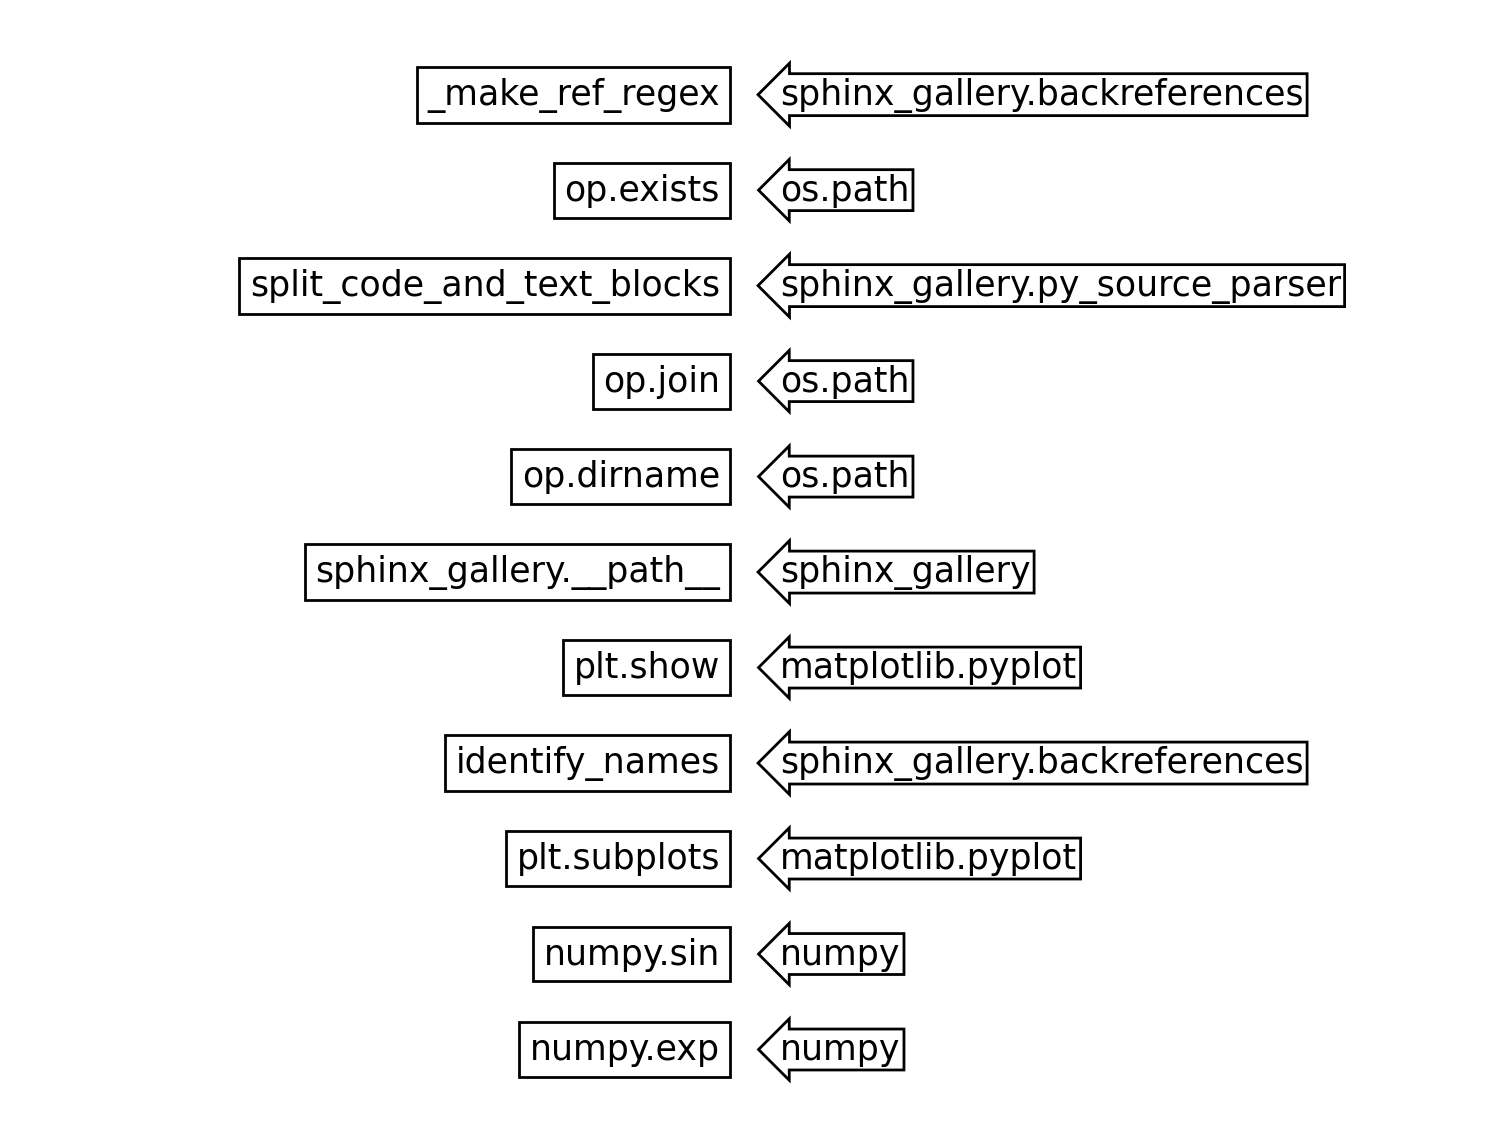 _make_ref_regex sphinx_gallery.backreferences
op.exists os.path
split_code_and_text_blocks sphinx_gallery.py_source_parser
op.join os.path
op.dirname os.path
sphinx_gallery.__path__ sphinx_gallery
plt.show matplotlib.pyplot
identify_names sphinx_gallery.backreferences
plt.subplots matplotlib.pyplot
numpy.sin numpy
numpy.exp numpy